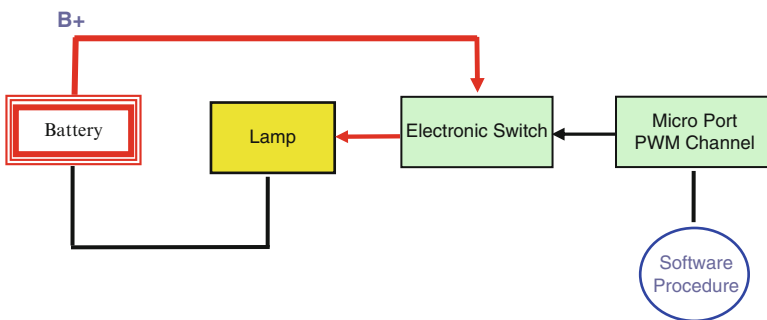 B+
Battery
Lamp
Electronic Switch
Micro Port
PWM Channel
Software
Procedure